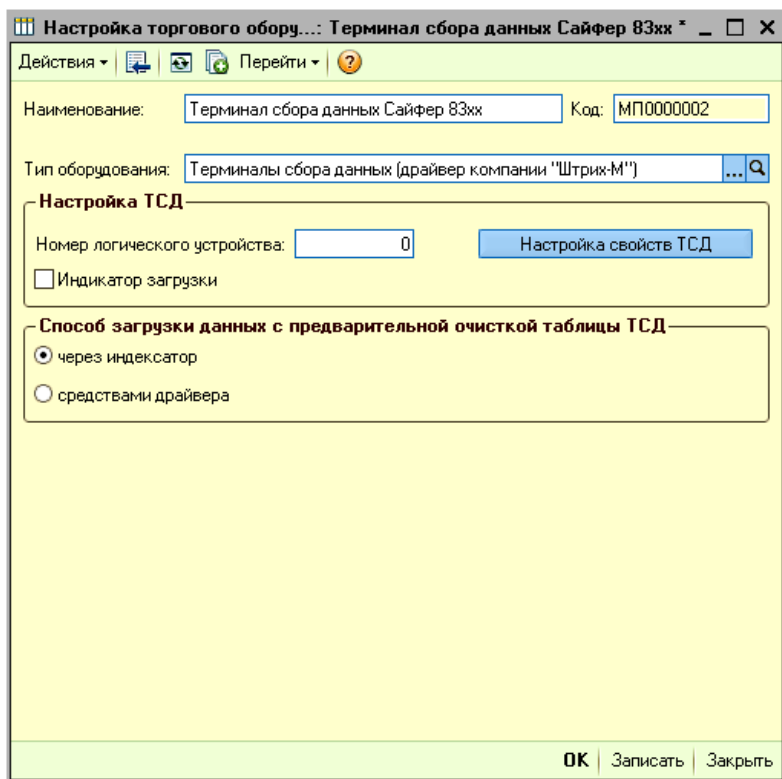 Настройка торгового обору...: Терминал сбора данных Сайфер 83xx *
Действия Перейти
Наименование: Терминал сбора данных Сайфер 83xx Код: МП0000002
Тип оборудования: Терминалы сбора данных (драйвер компании "Штрих-М") ...
Настройка ТСД
Номер логического устройства: 0 Настройка свойств ТСД
Индикатор загрузки
Способ загрузки данных с предварительной очисткой таблицы ТСД
через индексатор
средствами драйвера
OK Записать Закрыть